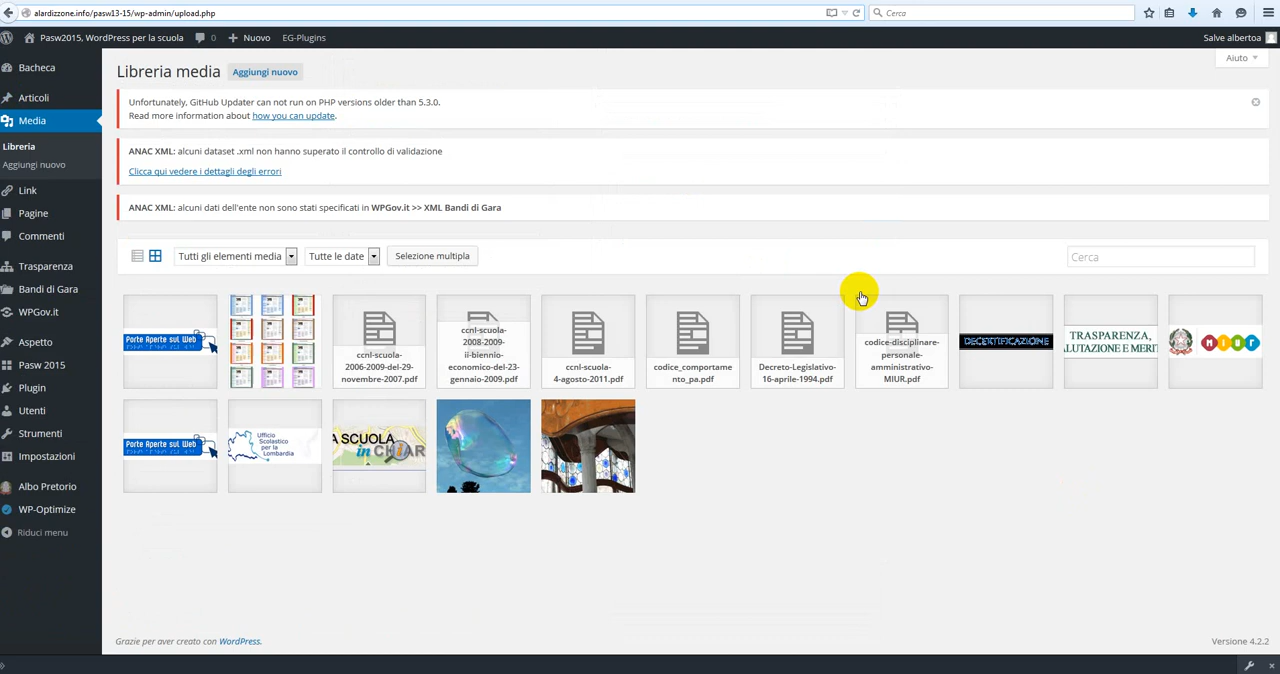 alardizzone.info/pasw13-15/wp-admin/upload.php
Cerca
Pasw2015, WordPress per la scuola
0
Nuovo
EG-Plugins
Salve albertoa
Bacheca
Articoli
Media
Libreria
Aggiungi nuovo
Link
Pagine
Commenti
Trasparenza
Bandi di Gara
WPGov.it
Aspetto
Pasw 2015
Plugin
Utenti
Strumenti
Impostazioni
Albo Pretorio
WP-Optimize
Riduci menu
Aiuto
Libreria media
Aggiungi nuovo
Unfortunately, GitHub Updater can not run on PHP versions older than 5.3.0.
Read more information about how you can update.
ANAC XML: alcuni dataset .xml non hanno superato il controllo di validazione
Clicca qui vedere i dettagli degli errori
ANAC XML: alcuni dati dell'ente non sono stati specificati in WPGov.it >> XML Bandi di Gara
Tutti gli elementi media
Tutte le date
Selezione multipla
Cerca
Porte Aperte sul Web
ccnl-scuola-
2006-2009-del-29-
novembre-2007.pdf
ccnl-scuola-
2008-2009-
ii-biennio-
economico-del-23-
gennaio-2009.pdf
ccnl-scuola-
4-agosto-2011.pdf
codice_comportame
nto_pa.pdf
Decreto-Legislativo-
16-aprile-1994.pdf
codice-disciplinare-
personale-
amministrativo-
MIUR.pdf
DECERTIFICAZIONE
TRASPARENZA,
LUTAZIONE E MERIT
MIUR
Porte Aperte sul Web
Ufficio
Scolastico
per la
Lombardia
A SCUOLA
in CHIAR
Grazie per aver creato con WordPress.
Versione 4.2.2